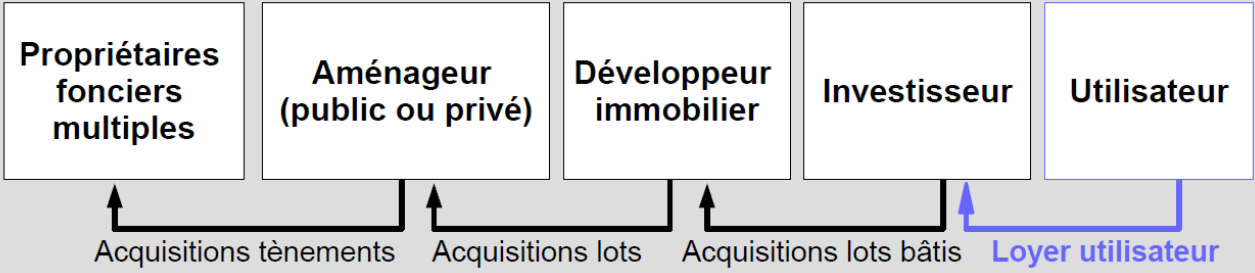 Propriétaires
fonciers
multiples
Aménageur
(public ou privé)
Développeur
immobilier
Investisseur
Utilisateur
Acquisitions tènements
Acquisitions lots
Acquisitions lots bâtis
Loyer utilisateur